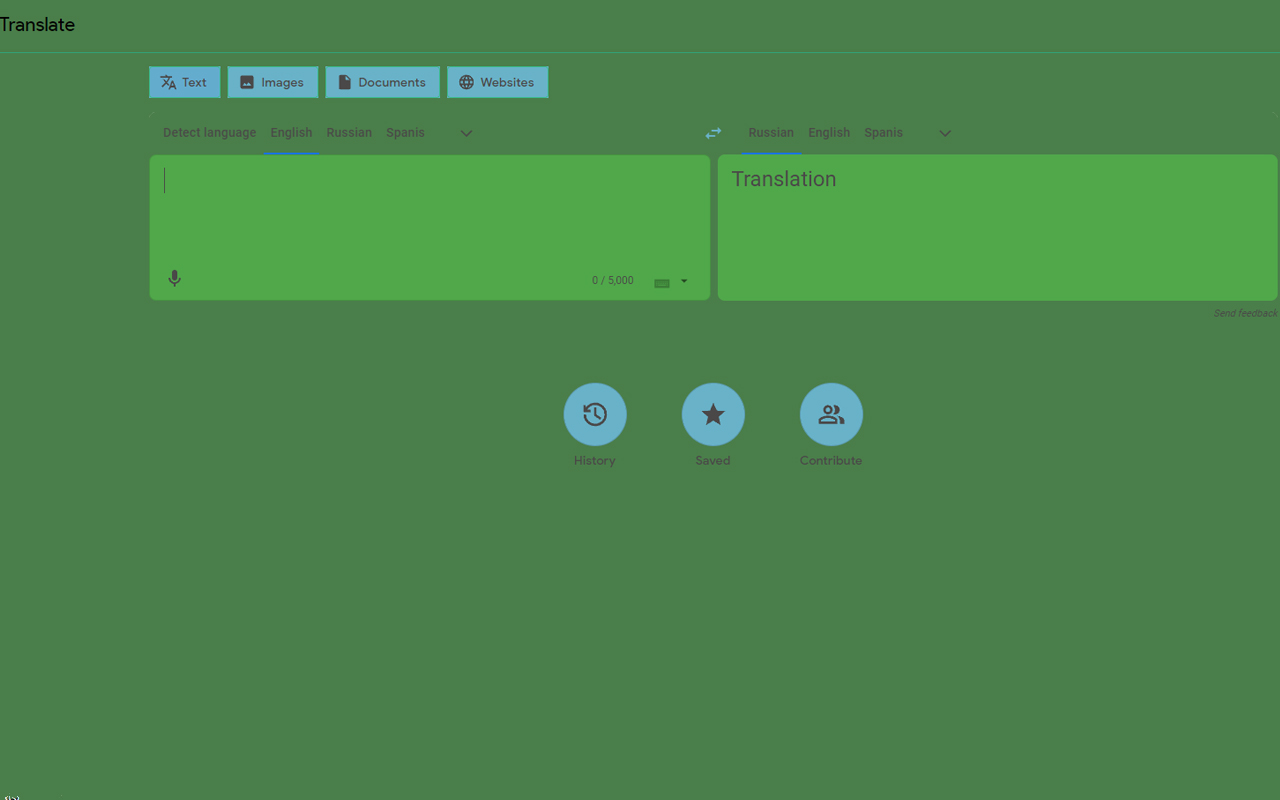 Translate
Text Images Documents Websites
Detect language English Russian Spanis Russian English Spanis
Translation
0 / 5,000
Send feedback
History Saved Contribute